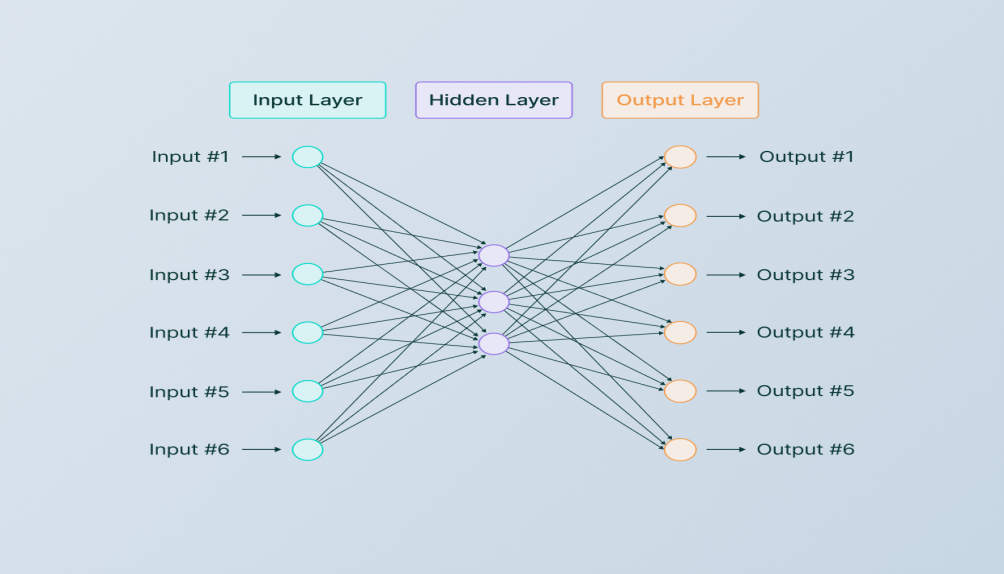 Input Layer
Hidden Layer
Output Layer
Input #1
Output #1
Input #2
Output #2
Input #3
Output #3
Input #4
Output #4
Input #5
Output #5
Input #6
Output #6